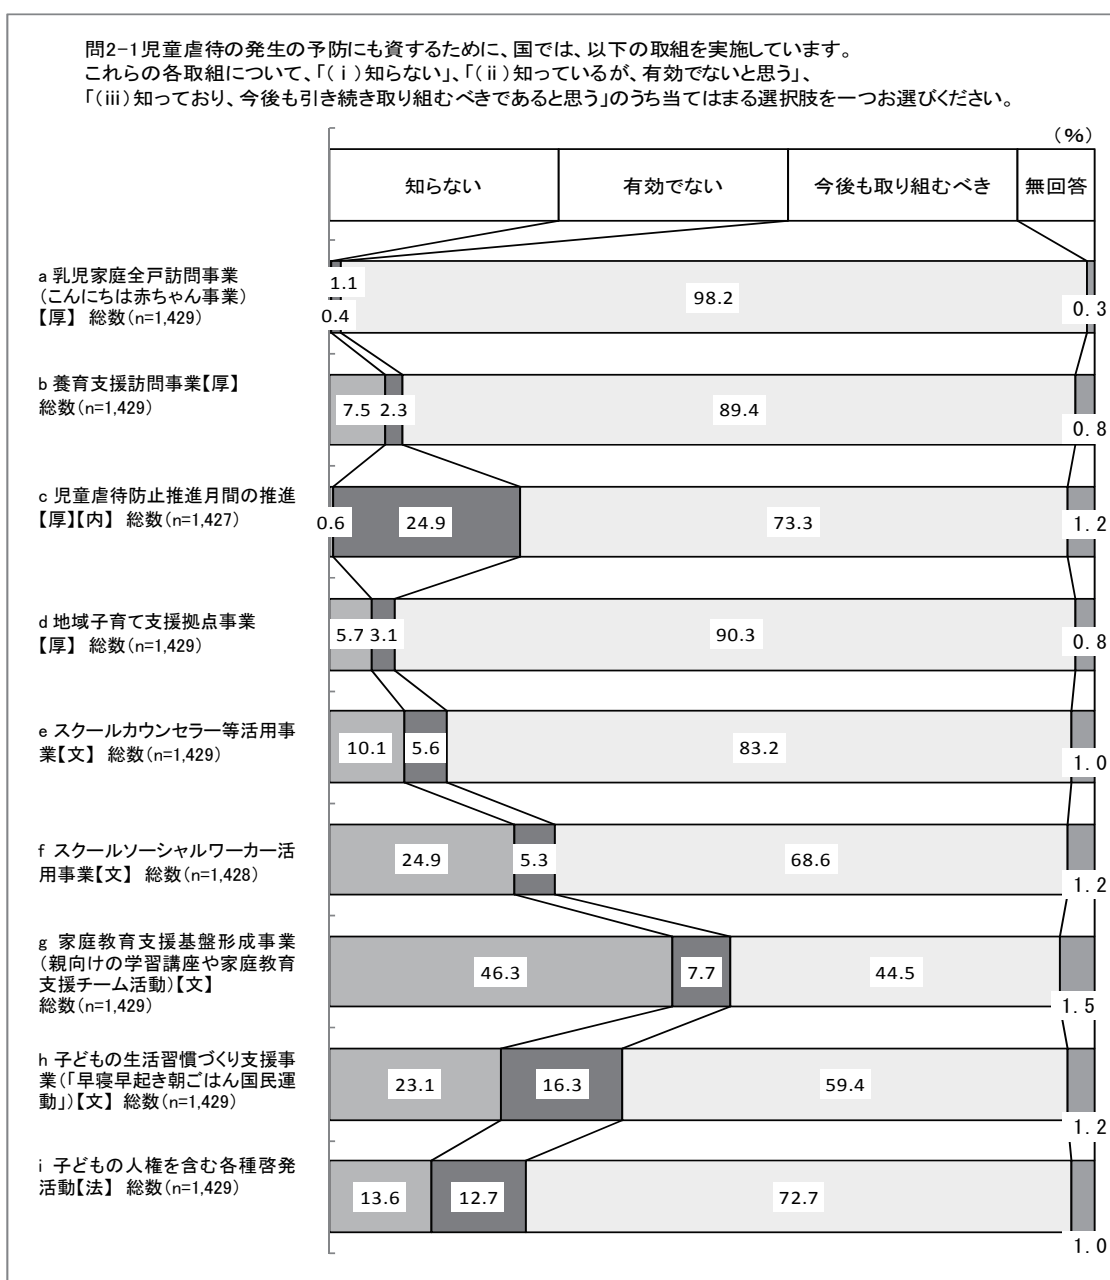 問2-1児童虐待の発生の予防にも資するために、国では、以下の取組を実施しています。
これらの各取組について、「(ⅰ)知らない」、「(ⅱ)知っているが、有効でないと思う」、
「(ⅲ)知っており、今後も引き続き取り組むべきであると思う」のうち当てはまる選択肢を一つお選びください。
(%)
知らない 有効でない 今後も取り組むべき 無回答
a 乳児家庭全戸訪問事業
(こんにちは赤ちゃん事業)
【厚】 総数(n=1,429)
1.1
0.4
98.2
0.3
b 養育支援訪問事業【厚】
総数(n=1,429)
7.5 2.3 89.4 0.8
c 児童虐待防止推進月間の推進
【厚】【内】 総数(n=1,427)
0.6 24.9 73.3 1.2
d 地域子育て支援拠点事業
【厚】 総数(n=1,429)
5.7 3.1 90.3 0.8
e スクールカウンセラー等活用事
業【文】 総数(n=1,429)
10.1 5.6 83.2 1.0
f スクールソーシャルワーカー活
用事業【文】 総数(n=1,428)
24.9 5.3 68.6 1.2
g 家庭教育支援基盤形成事業
(親向けの学習講座や家庭教育
支援チーム活動)【文】
総数(n=1,429)
46.3 7.7 44.5 1.5
h 子どもの生活習慣づくり支援事
業(「早寝早起き朝ごはん国民運
動」)【文】 総数(n=1,429)
23.1 16.3 59.4 1.2
i 子どもの人権を含む各種啓発
活動【法】 総数(n=1,429)
13.6 12.7 72.7 1.0